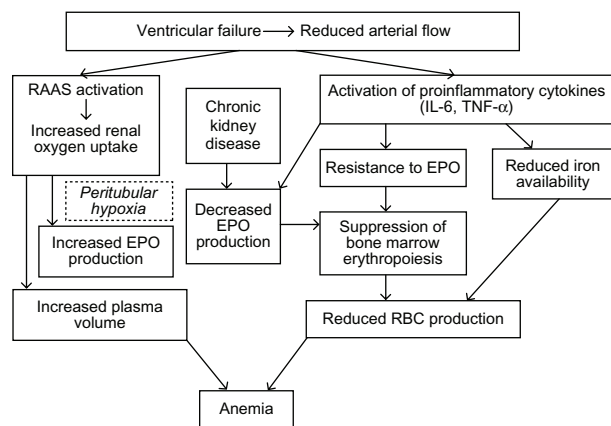 Ventricular failure → Reduced arterial flow
RAAS activation
Increased renal
oxygen uptake
Chronic
kidney
disease
Activation of proinflammatory cytokines
(IL-6, TNF-α)
Peritubular
hypoxia
Resistance to EPO
Reduced iron
availability
Increased EPO
production
Decreased
EPO
production
Suppression of
bone marrow
erythropoiesis
Increased plasma
volume
Reduced RBC production
Anemia